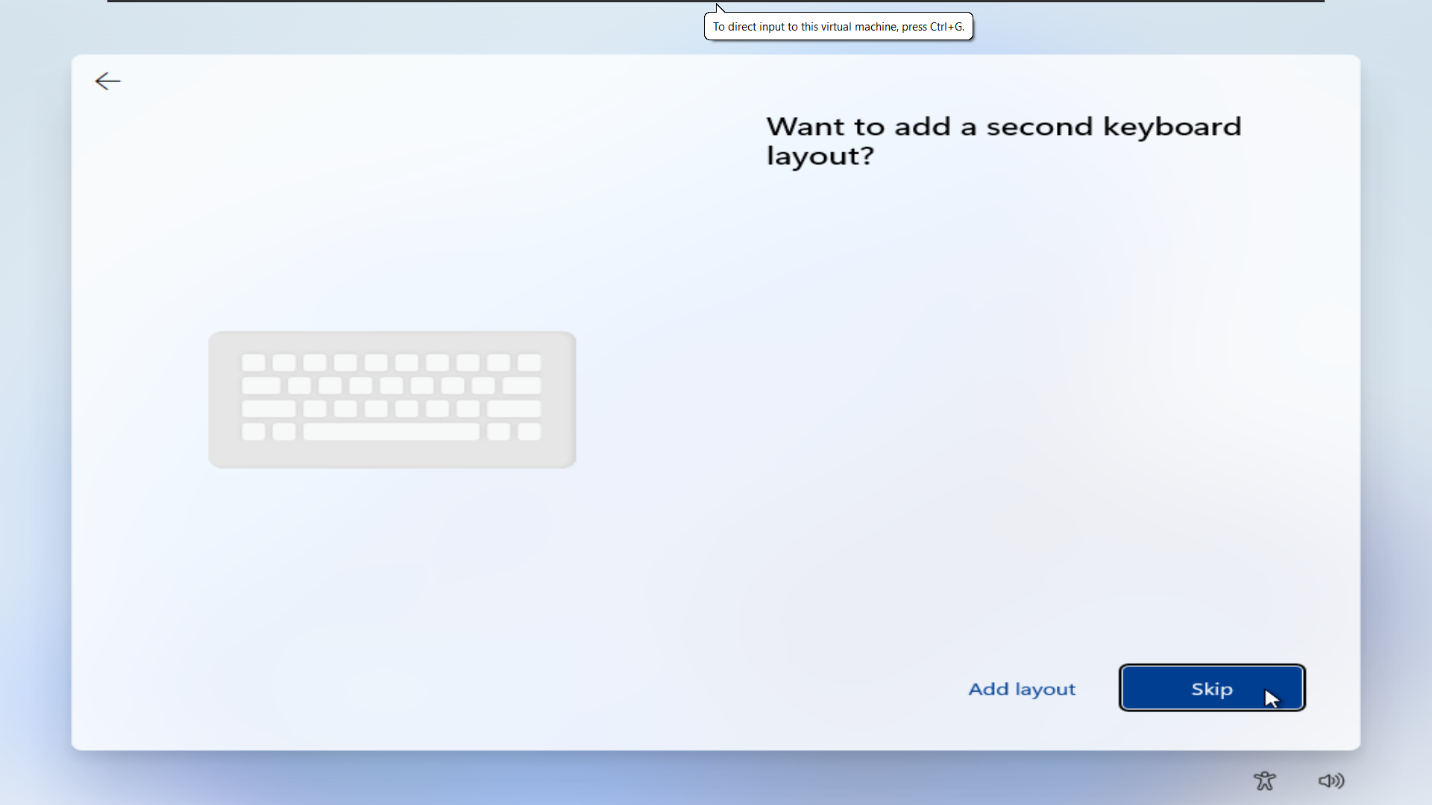 To direct input to this virtual machine, press Ctrl+G.
Want to add a second keyboard
layout?
Add layout
Skip